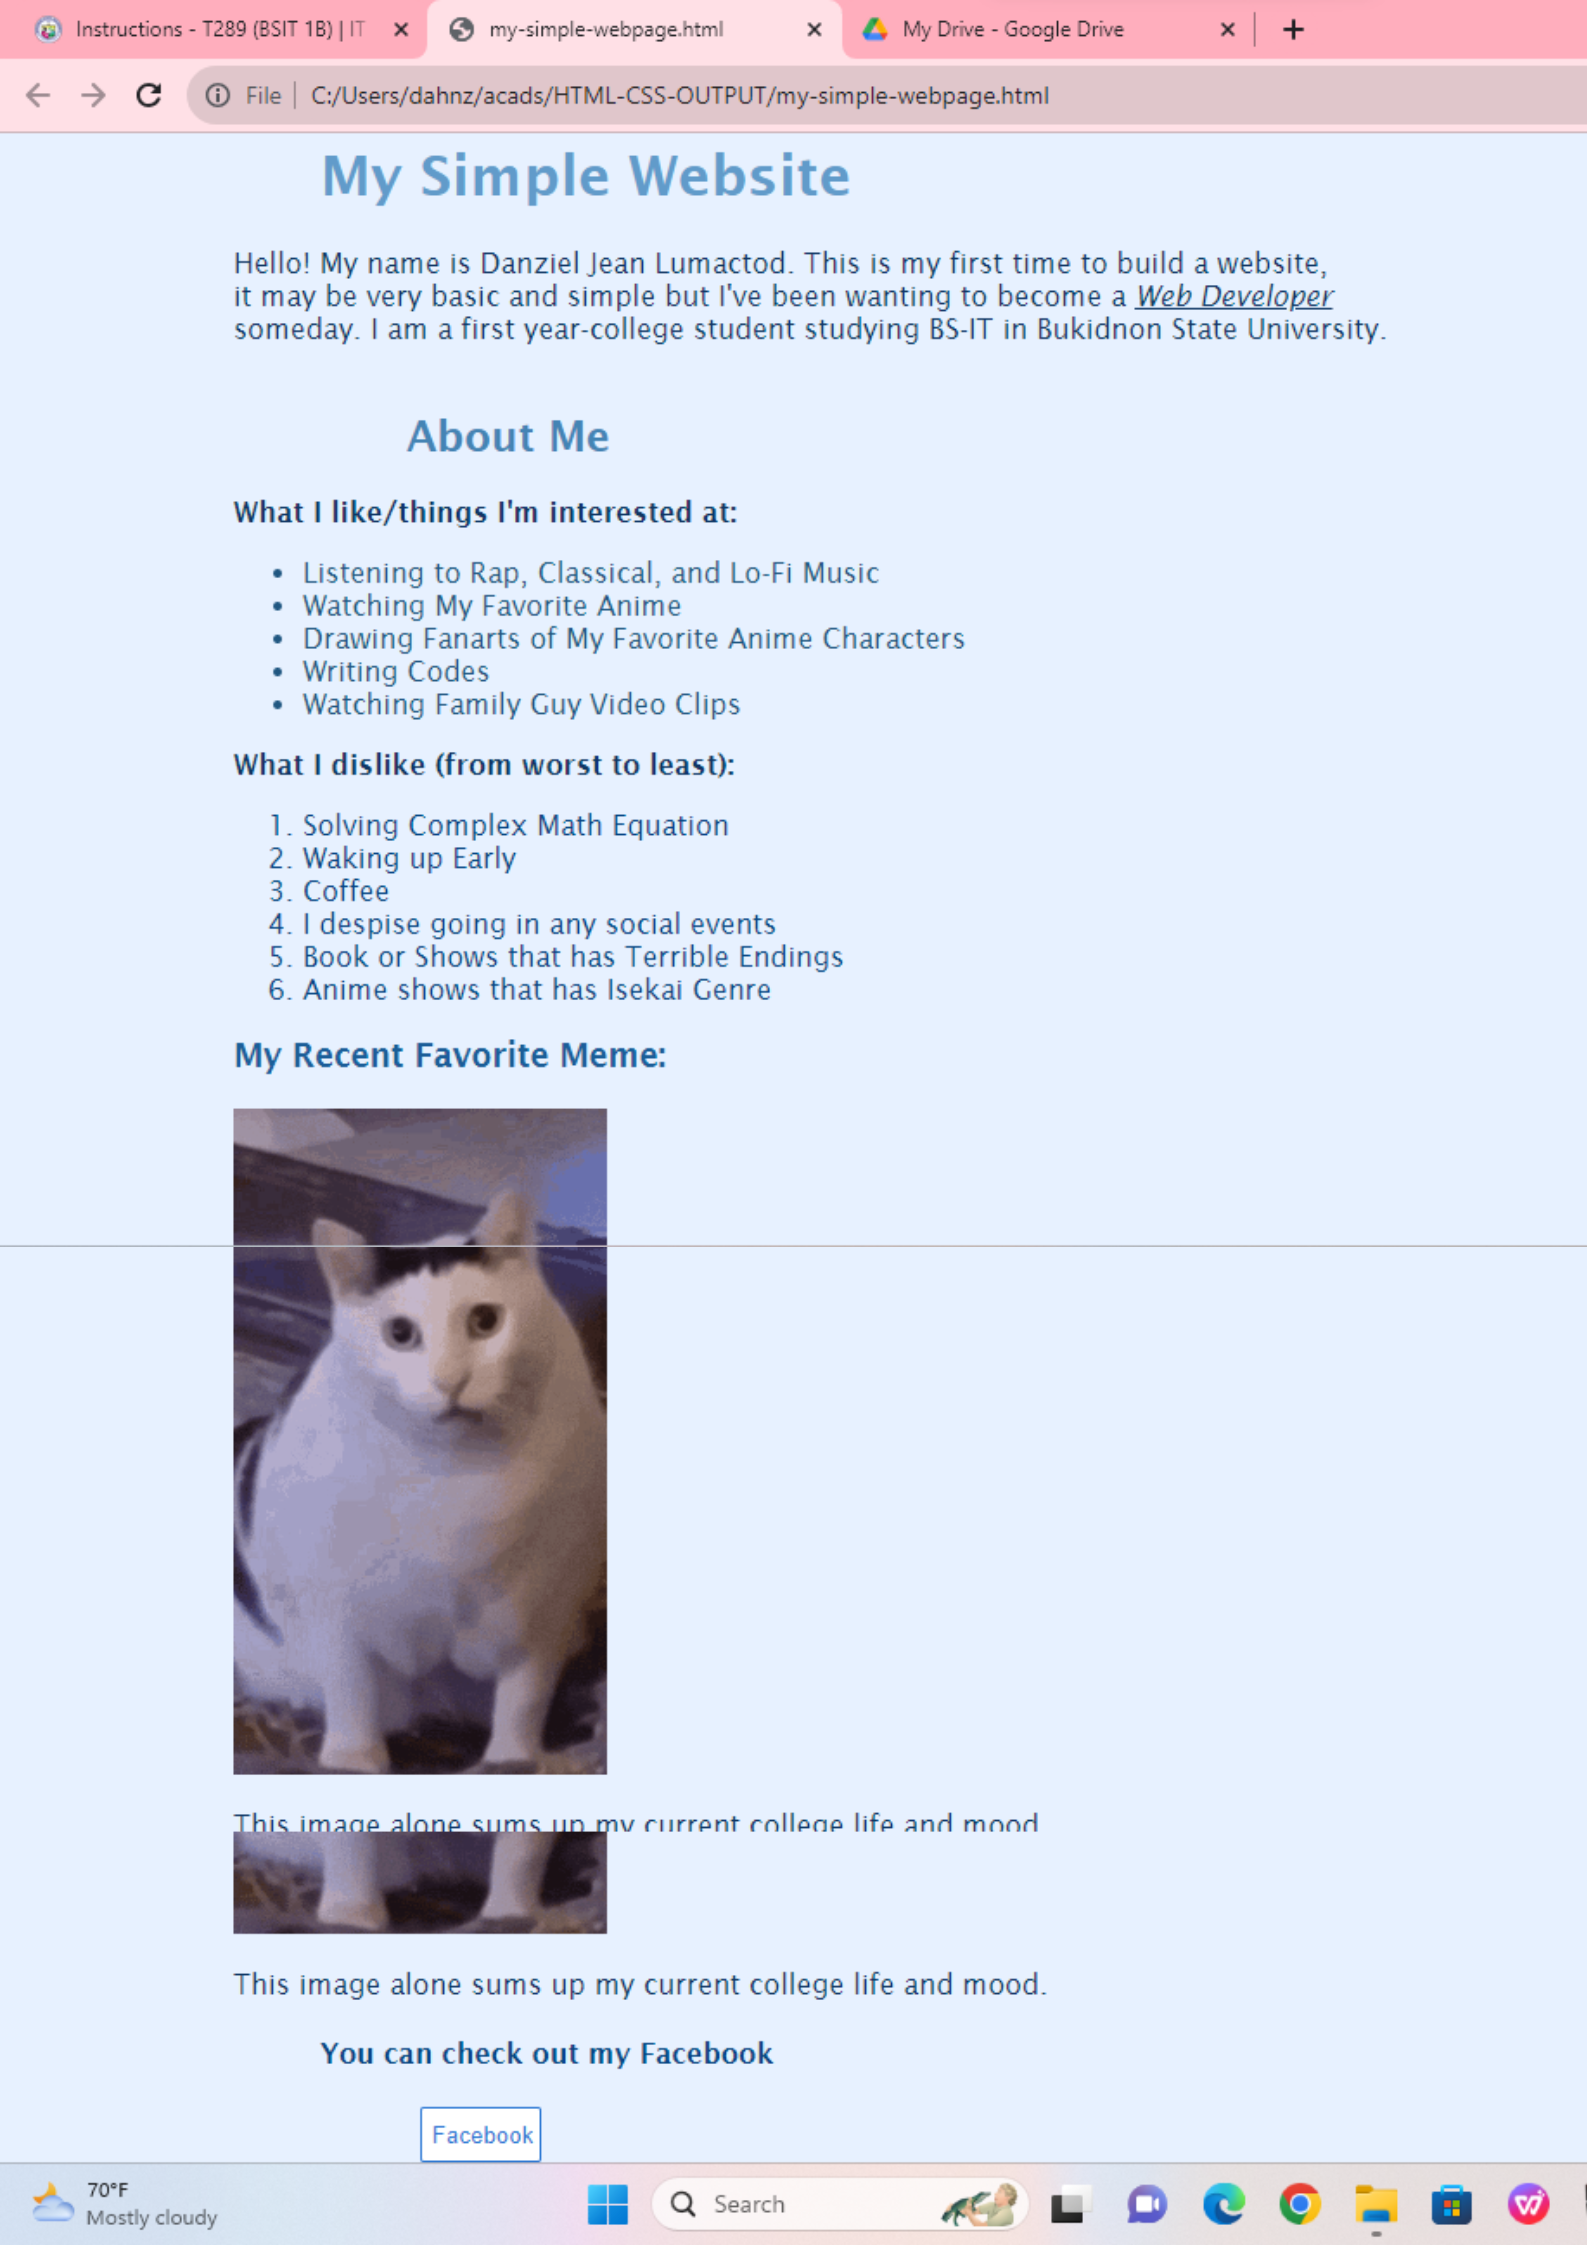 Instructions - T289 (BSIT 1B) | IT
my-simple-webpage.html
My Drive - Google Drive
File
C:/Users/dahnz/acads/HTML-CSS-OUTPUT/my-simple-webpage.html
My Simple Website
Hello! My name is Danziel Jean Lumactod. This is my first time to build a website,
it may be very basic and simple but I've been wanting to become a Web Developer
someday. I am a first year-college student studying BS-IT in Bukidnon State University.
About Me
What I like/things I'm interested at:
• Listening to Rap, Classical, and Lo-Fi Music
• Watching My Favorite Anime
• Drawing Fanarts of My Favorite Anime Characters
• Writing Codes
• Watching Family Guy Video Clips
What I dislike (from worst to least):
1. Solving Complex Math Equation
2. Waking up Early
3. Coffee
4. I despise going in any social events
5. Book or Shows that has Terrible Endings
6. Anime shows that has Isekai Genre
My Recent Favorite Meme:
This image alone sums up my current college life and mood
This image alone sums up my current college life and mood.
You can check out my Facebook
Facebook
70°F
Mostly cloudy
Search